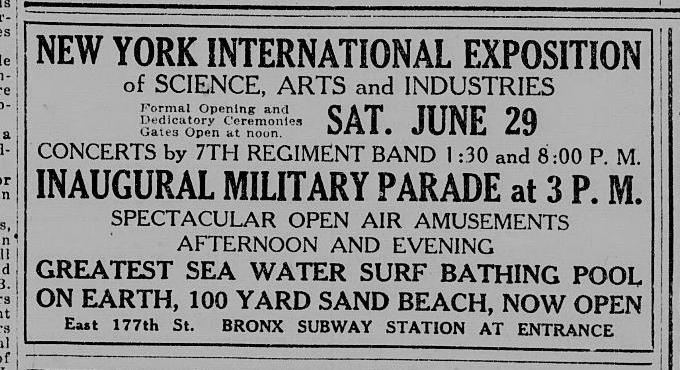 NEW YORK INTERNATIONAL EXPOSITION
of SCIENCE, ARTS and INDUSTRIES
Formal Opening and
Dedicatory Ceremonies
Gates Open at noon.
SAT. JUNE 29
CONCERTS by 7TH REGIMENT BAND 1:30 and 8:00 P. M.
INAUGURAL MILITARY PARADE at 3 P. M.
SPECTACULAR OPEN AIR AMUSEMENTS
AFTERNOON AND EVENING
GREATEST SEA WATER SURF BATHING POOL
ON EARTH, 100 YARD SAND BEACH, NOW OPEN
East 177th St. BRONX SUBWAY STATION AT ENTRANCE